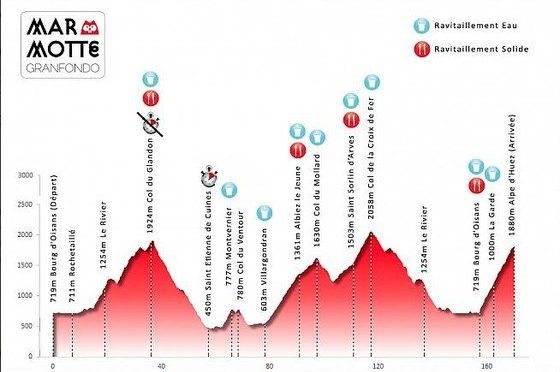 MAR
MOTTE
GRANFONDO
Ravitaillement Eau
Ravitaillement Solide
3000
2500
2000
1500
1000
500
0
719m Bourg d'Oisans (Départ)
711m Rochetaillé
1254m Le Rivier
1924m Col du Glandon
450m Saint Etienne de Cuines
777m Montvernier
780m Col du Ventour
603m Villargondran
1361m Albier le Jeune
1630m Col du Mollard
1503m Saint Sorlin d'Arves
2058m Col de la Croix de Fer
1254m Le Rivier
719m Bourg d'Oisans
1000m La Garde
1880m Alpe d'Huez (Arrivée)
0
40
80
120
160